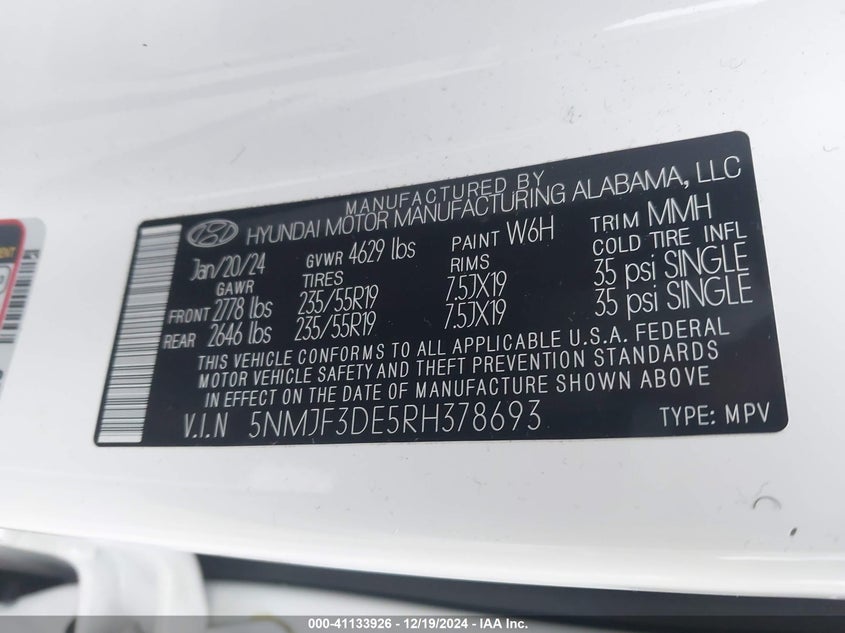 MANUFACTURED BY
HYUNDAI MOTOR MANUFACTURING ALABAMA, LLC
Jan/20/24 GVWR 4629 lbs PAINT W6H TRIM MMH
GAWR TIRES RIMS COLD TIRE INFL
FRONT 2778 lbs 235/55R19 7.5JX19 35 psi SINGLE
REAR 2646 lbs 235/55R19 7.5JX19 35 psi SINGLE
THIS VEHICLE CONFORMS TO ALL APPLICABLE U.S.A. FEDERAL
MOTOR VEHICLE SAFETY AND THEFT PREVENTION STANDARDS
IN EFFECT ON THE DATE OF MANUFACTURE SHOWN ABOVE.
V.I.N 5NMJF3DE5RH378693 TYPE: MPV
000-41133926 - 12/19/2024 - IAA Inc.